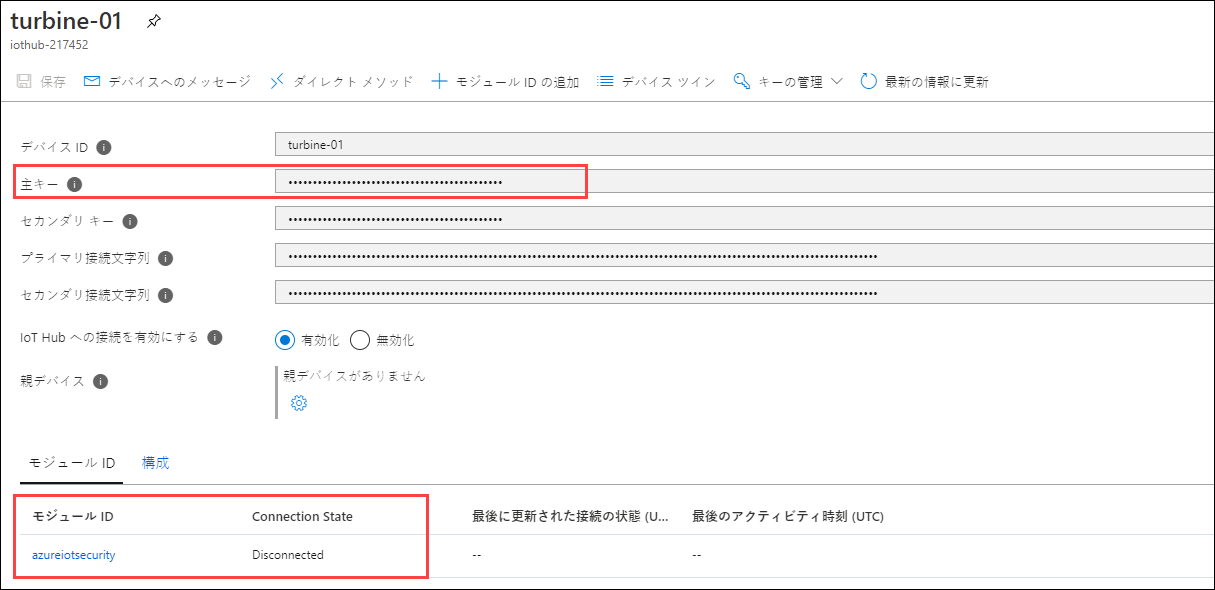 turbine-01
iothub-217452
保存 デバイスへのメッセージ ダイレクト メソッド モジュール ID の追加 デバイス ツイン キーの管理 最新の情報に更新
デバイス ID turbine-01
主キー ••••••••••••••••••••••••••••••••••••••••••••
セカンダリ キー ••••••••••••••••••••••••••••••••••••••••••••
プライマリ接続文字列
セカンダリ接続文字列
IoT Hub への接続を有効にする 有効化 無効化
親デバイス 親デバイスがありません
モジュール ID 構成
モジュール ID Connection State 最後に更新された接続の状態 (U... 最後のアクティビティ時刻 (UTC)
azureiotsecurity Disconnected -- --